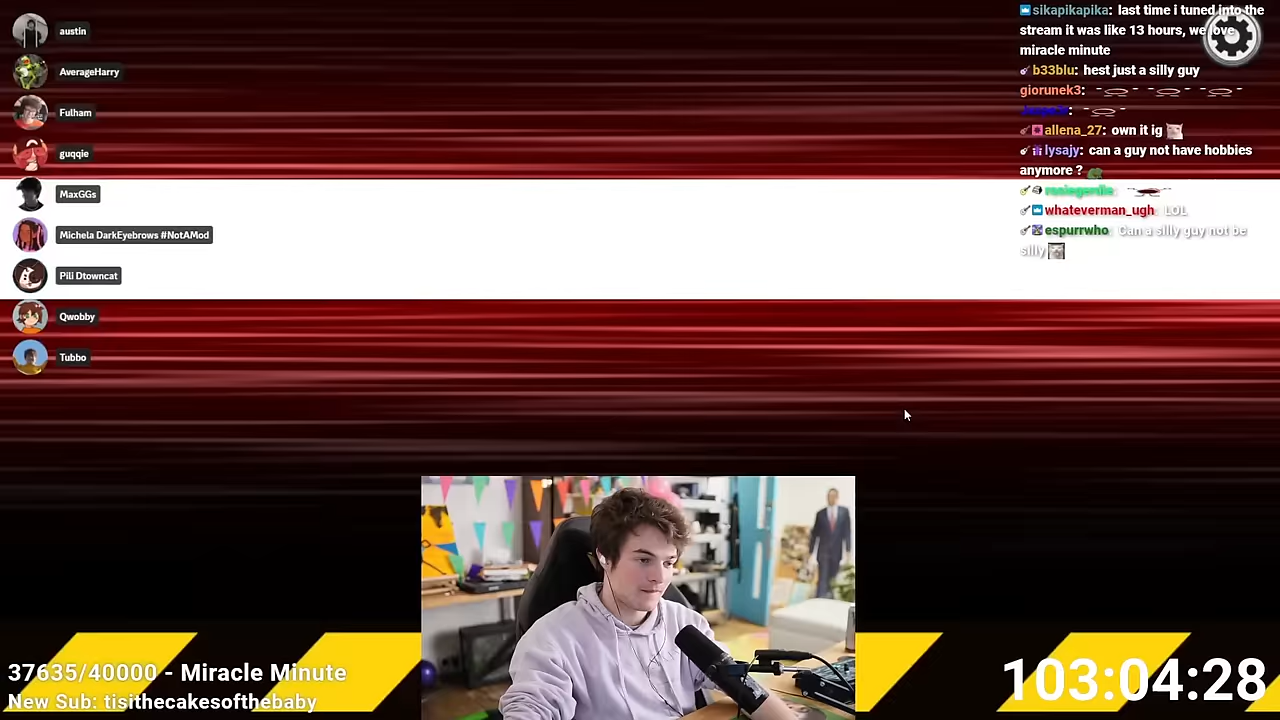 austin
AverageHarry
Fulham
guqqie
MaxGGs
Michela DarkEyebrows #NotAMod
Pili Dtowncat
Qwobby
Tubbo
sikapikapika: last time i tuned into the
stream it was like 13 hours, we love
miracle minute
b33blu: hest just a silly guy
giorunek3:
allena_27: own it ig
lysajy: can a guy not have hobbies
anymore ?
whateverman_ugh LOL
espurrwho Can a silly guy not be
silly
37635/40000 - Miracle Minute
New Sub: tisithecakesofthebaby
103:04:28